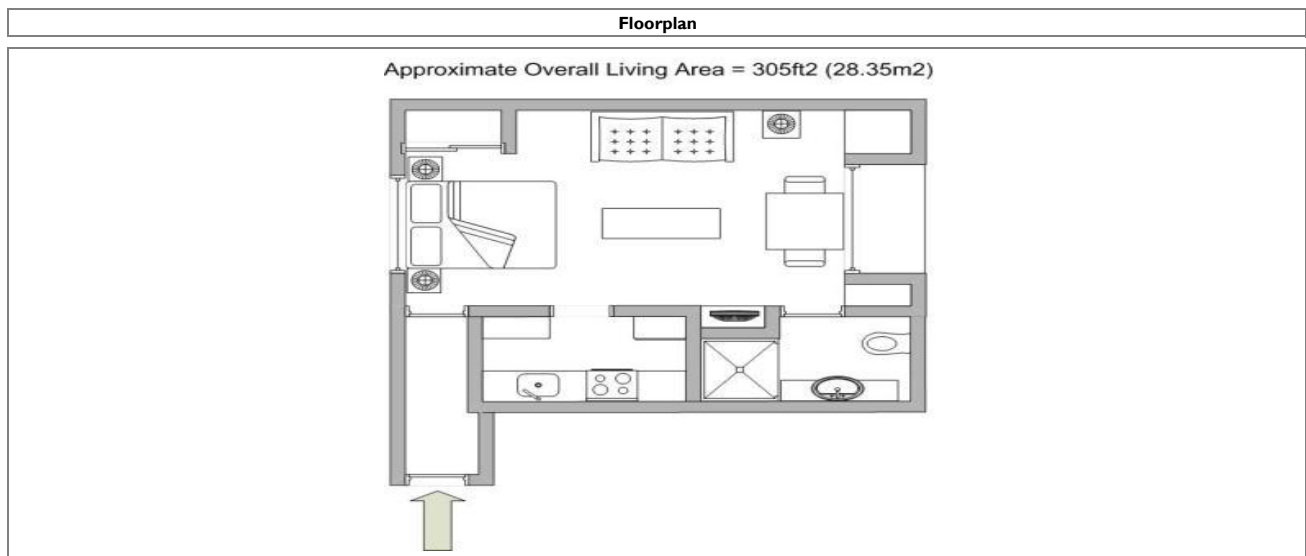 Floorplan
Approximate Overall Living Area = 305ft2 (28.35m2)